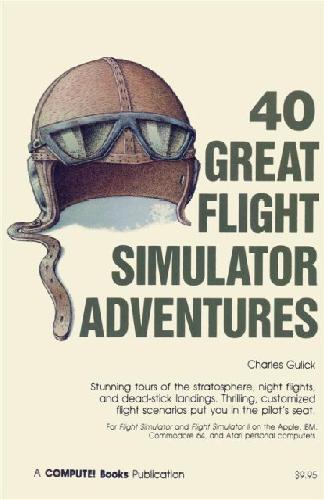 40
GREAT
FLIGHT
SIMULATOR
ADVENTURES
Charles Gulick
Stunning tours of the stratosphere, night flights,
and dead-stick landings. Thrilling, customized
flight scenarios put you in the pilot's seat.
For Flight Simulator and Flight Simulator II on the Apple, IBM,
Commodore 64, and Atari personal computers.
A COMPUTE! Books Publication
$9.95